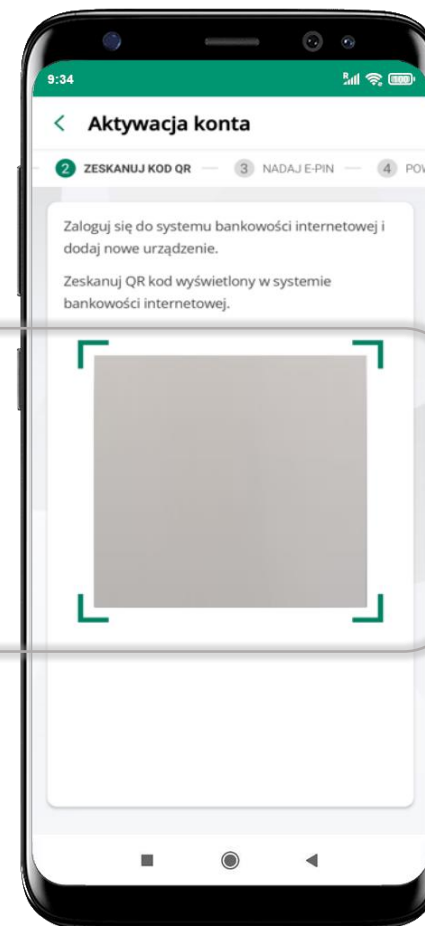 9:34
R
Aktywacja konta
2 ZESKANUJ KOD QR — 3 NADAJ E-PIN — 4
Zaloguj się do systemu bankowości internetowej i
dodaj nowe urządzenie.
Zeskanuj QR kod wyświetlony w systemie
bankowości internetowej.